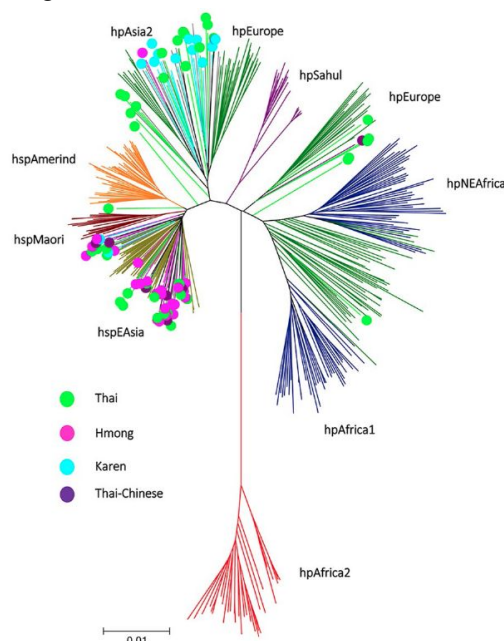 hpAsia2
hpEurope
hpSahul
hpEurope
hspAmerind
hpNEAfrica
hspMaori
hspEAsia
Thai
Hmong
Karen
Thai-Chinese
hpAfrica1
hpAfrica2
0.01